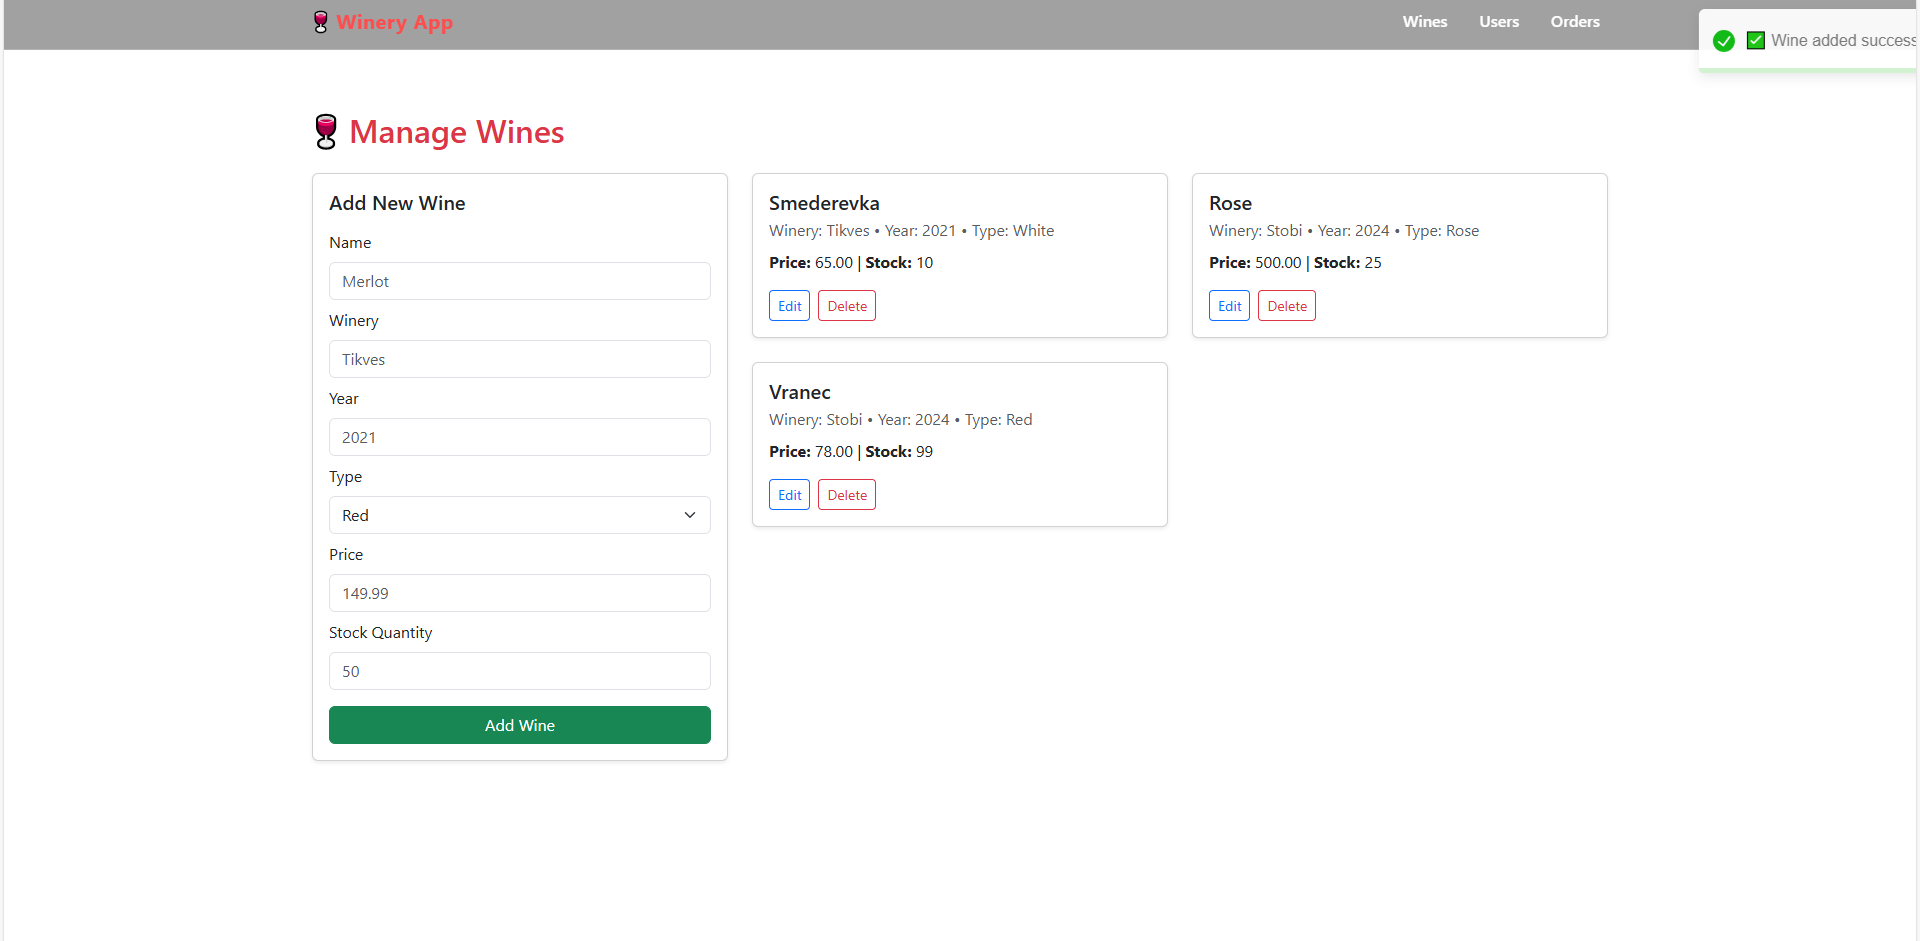 Winery App
Wines Users Orders
Wine added success
Manage Wines
Add New Wine
Name
Merlot
Winery
Tikves
Year
2021
Type
Red
Price
149.99
Stock Quantity
50
Add Wine
Smederevka
Winery: Tikves • Year: 2021 • Type: White
Price: 65.00 | Stock: 10
Edit Delete
Rose
Winery: Stobi • Year: 2024 • Type: Rose
Price: 500.00 | Stock: 25
Edit Delete
Vranec
Winery: Stobi • Year: 2024 • Type: Red
Price: 78.00 | Stock: 99
Edit Delete